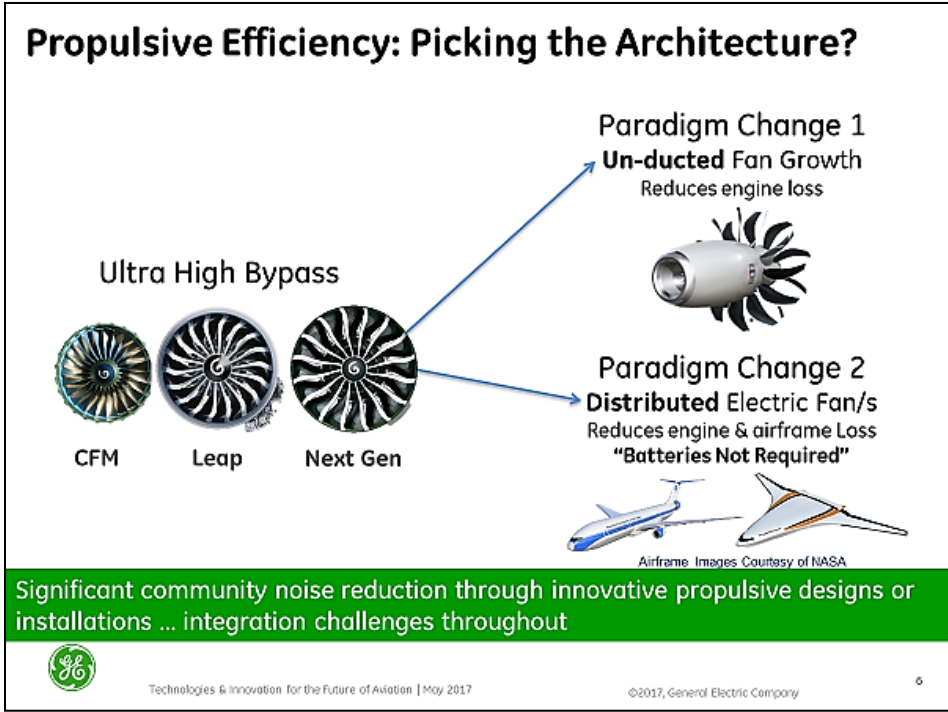 Propulsive Efficiency: Picking the Architecture?
Paradigm Change 1
Un-ducted Fan Growth
Reduces engine loss
Ultra High Bypass
CFM
Leap
Next Gen
Paradigm Change 2
Distributed Electric Fan/s
Reduces engine & airframe Loss
“Batteries Not Required”
Airframe Images Courtesy of NASA
Significant community noise reduction through innovative propulsive designs or
installations ... integration challenges throughout
GE
Technologies & Innovation for the Future of Aviation | May 2017
©2017, General Electric Company
6